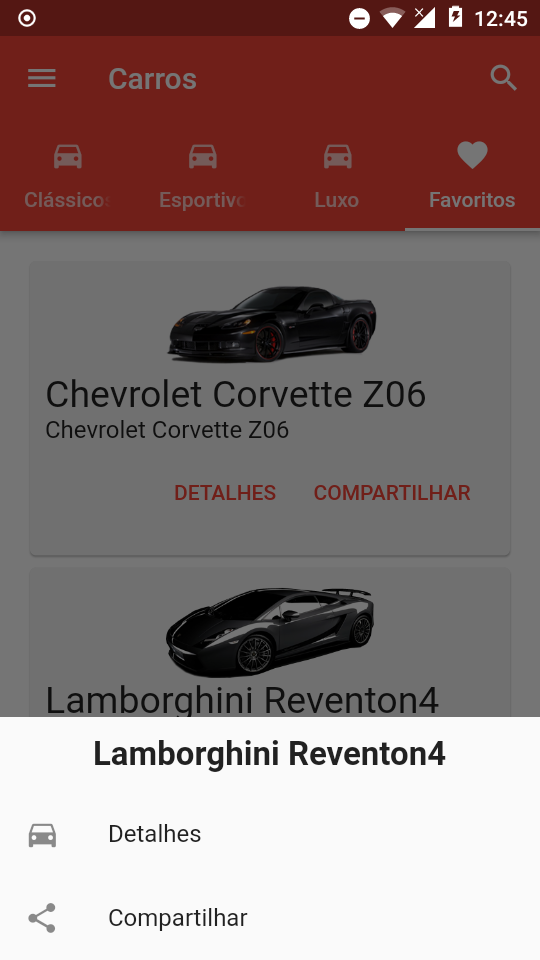 12:45
Carros
Clássicos
Esportivo
Luxo
Favoritos
Chevrolet Corvette Z06
Chevrolet Corvette Z06
DETALHES
COMPARTILHAR
Lamborghini Reventon4
Lamborghini Reventon4
Detalhes
Compartilhar